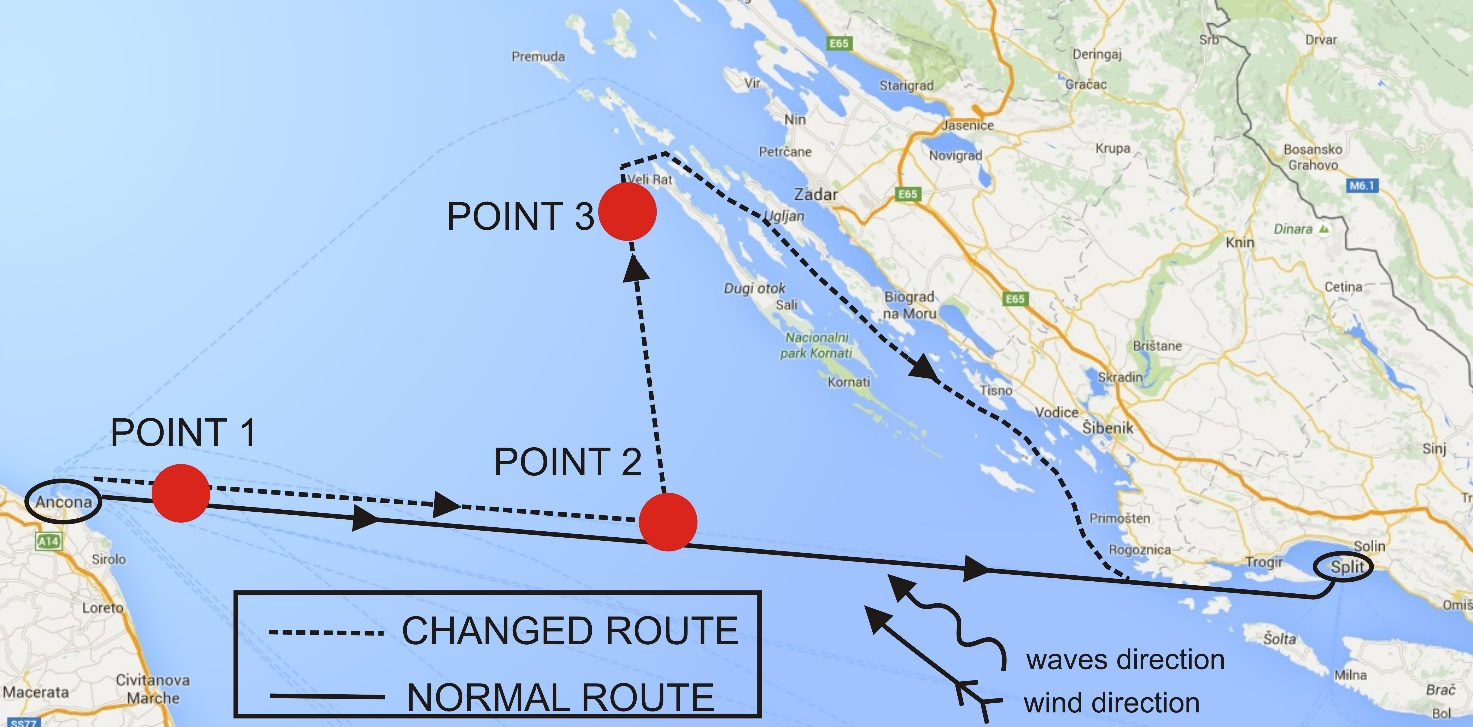 Premuda
E65
Srb
Drvar
Deringaj
Vir
Starigrad
Gračac
Nin
Jasenice
Petrčane
Novigrad
Krupa
Bosansko
Grahovo
Veli Rat
Zadar
E65
M6.1
POINT 3
Ugljan
Dinara
Knin
Dugi otok
Sali
Biograd
na Moru
E65
Cetina
Nacionalni
park Kornati
Brištane
Kornati
Tisno
Skradin
Vodice
Šibenik
POINT 1
POINT 2
Sinj
Ancona
Primošten
A14
Sirolo
Rogoznica
Trogir
Solin
Split
Loreto
Omiš
CHANGED ROUTE
Šolta
waves direction
Macerata
Civitanova
Marche
NORMAL ROUTE
wind direction
Milna
Brač
Bol
SS77